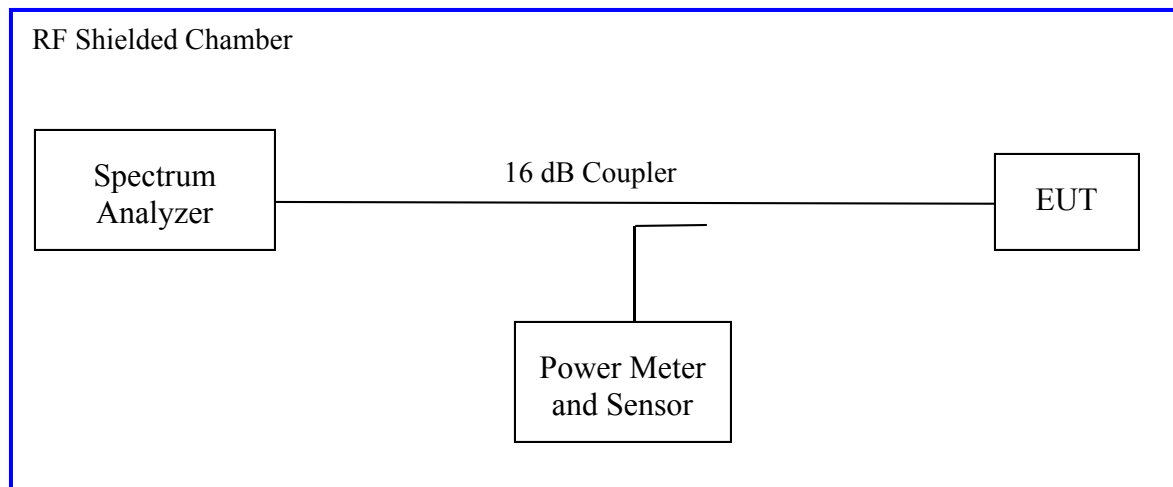 RF Shielded Chamber
Spectrum
Analyzer
16 dB Coupler
EUT
Power Meter
and Sensor